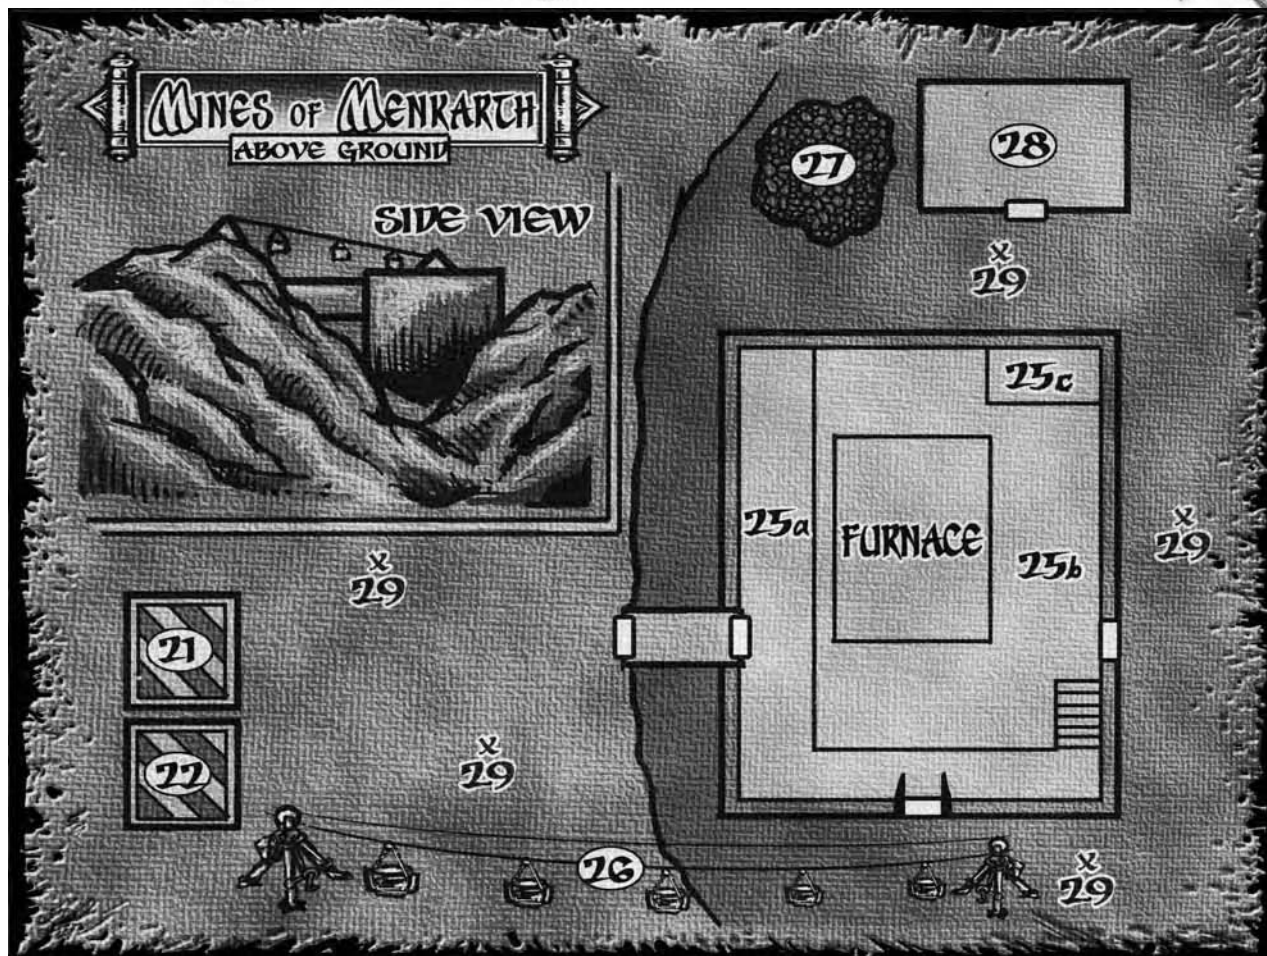 MINES OF MENKARTH
ABOVE GROUND
SIDE VIEW
27
28
x
29
25c
25a
FURNACE
25b
x
29
x
29
21
22
x
29
26
x
29